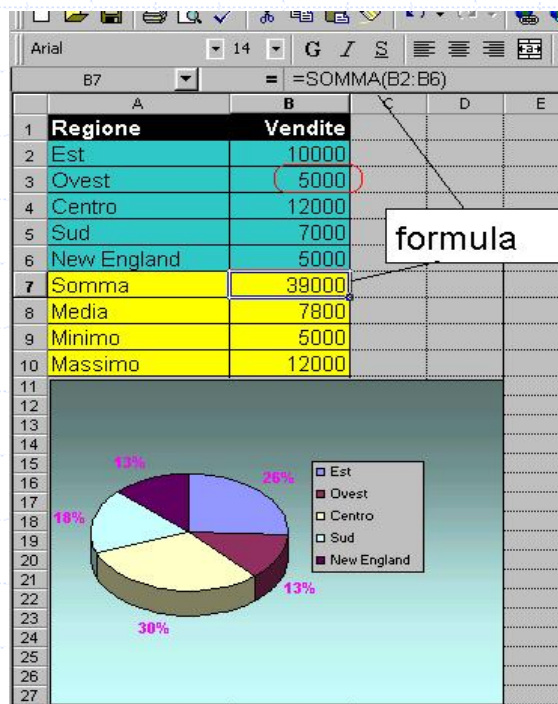 Arial 14 G I S
B7 = =SOMMA(B2:B6)
A B C D E
1 Regione Vendite
2 Est 10000
3 Ovest 5000
4 Centro 12000
5 Sud 7000
6 New England 5000
formula
7 Somma 39000
8 Media 7800
9 Minimo 5000
10 Massimo 12000
11
12
13
14
15
16
17
18
19
20
21
22
23
24
25
26
27
13%
26%
18%
13%
30%
Est
Ovest
Centro
Sud
New England